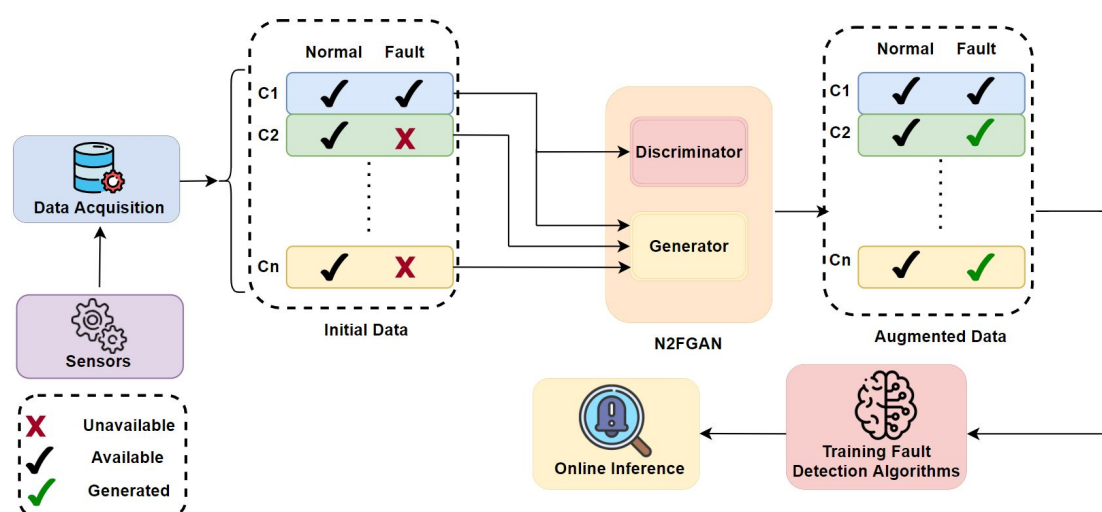 Normal Fault
C1
C2
Cn
Initial Data
Data Acquisition
Sensors
X Unavailable
Available
Generated
Discriminator
Generator
N2FGAN
Normal Fault
C1
C2
Cn
Augmented Data
Training Fault
Detection Algorithms
Online Inference